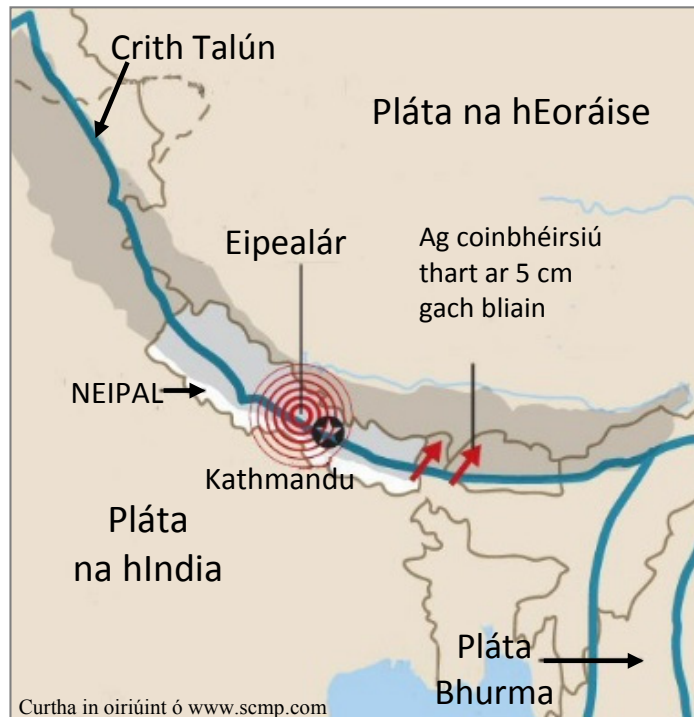 Crith Talún
Pláta na hEoráise
Eipealár
Ag coinbhéirsiú
thart ar 5 cm
gach bliain
NEIPAL
Kathmandu
Pláta
na hIndia
Pláta
Bhurma
Curtha in oiriúint ó www.scmp.com